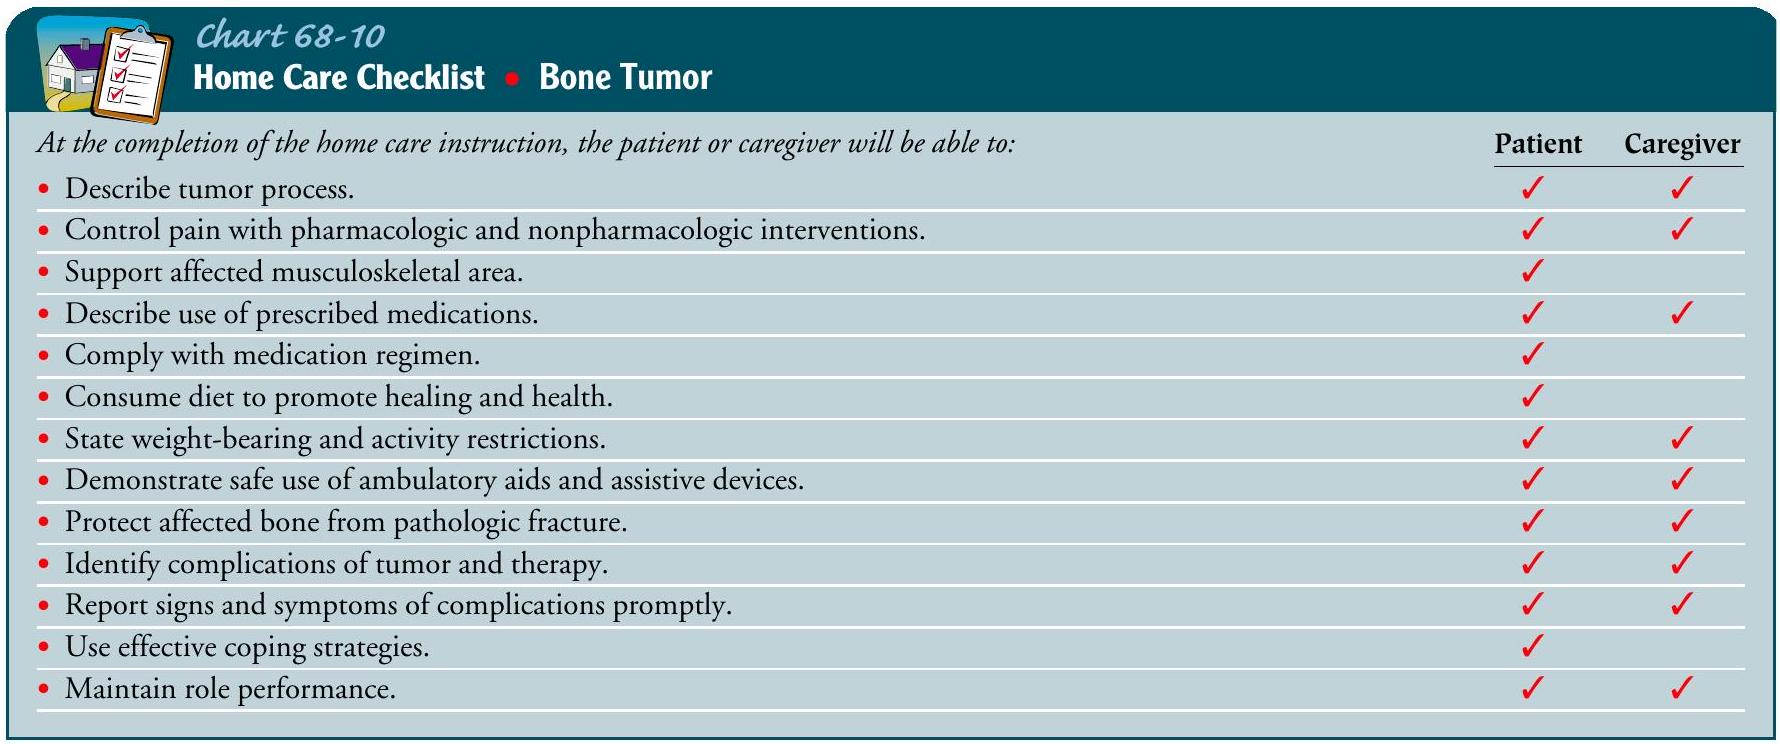 Chart 68-10
Home Care Checklist • Bone Tumor
At the completion of the home care instruction, the patient or caregiver will be able to: Patient Caregiver
• Describe tumor process. ✓ ✓
• Control pain with pharmacologic and nonpharmacologic interventions. ✓ ✓
• Support affected musculoskeletal area. ✓
• Describe use of prescribed medications. ✓ ✓
• Comply with medication regimen. ✓
• Consume diet to promote healing and health. ✓
• State weight-bearing and activity restrictions. ✓ ✓
• Demonstrate safe use of ambulatory aids and assistive devices. ✓ ✓
• Protect affected bone from pathologic fracture. ✓ ✓
• Identify complications of tumor and therapy. ✓ ✓
• Report signs and symptoms of complications promptly. ✓ ✓
• Use effective coping strategies. ✓
• Maintain role performance. ✓ ✓